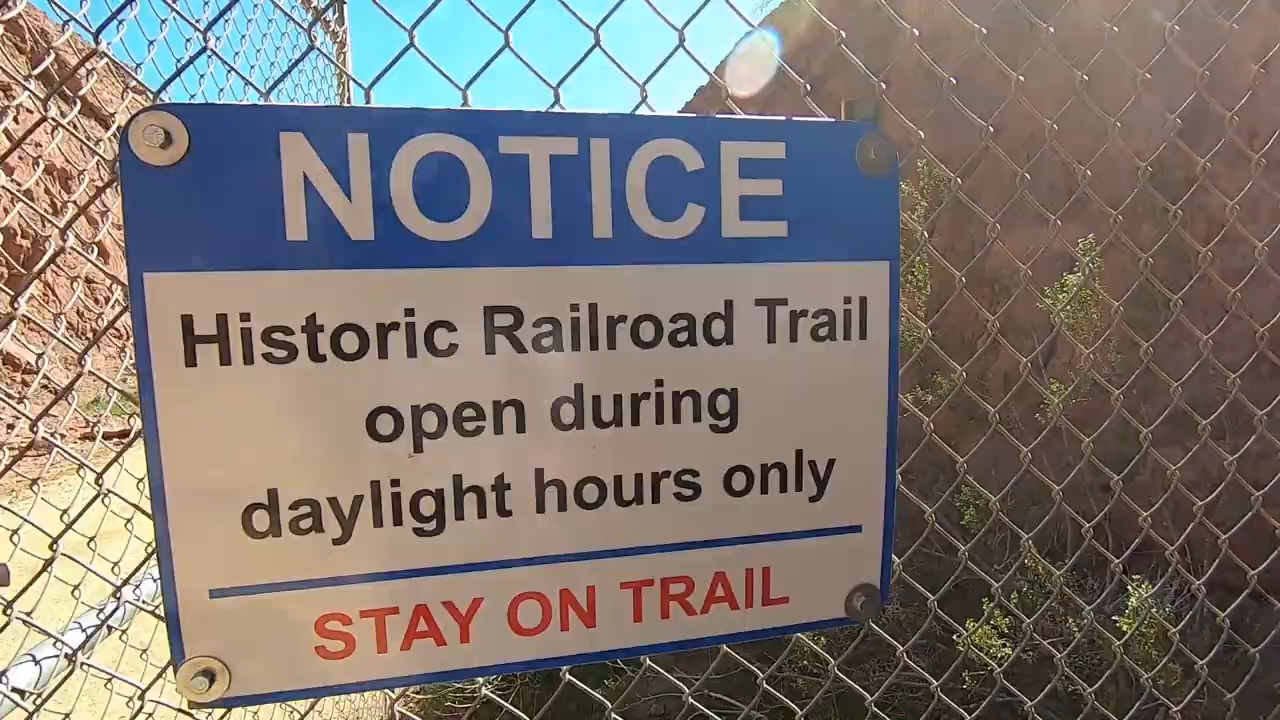 NOTICE
Historic Railroad Trail
open during
daylight hours only
STAY ON TRAIL